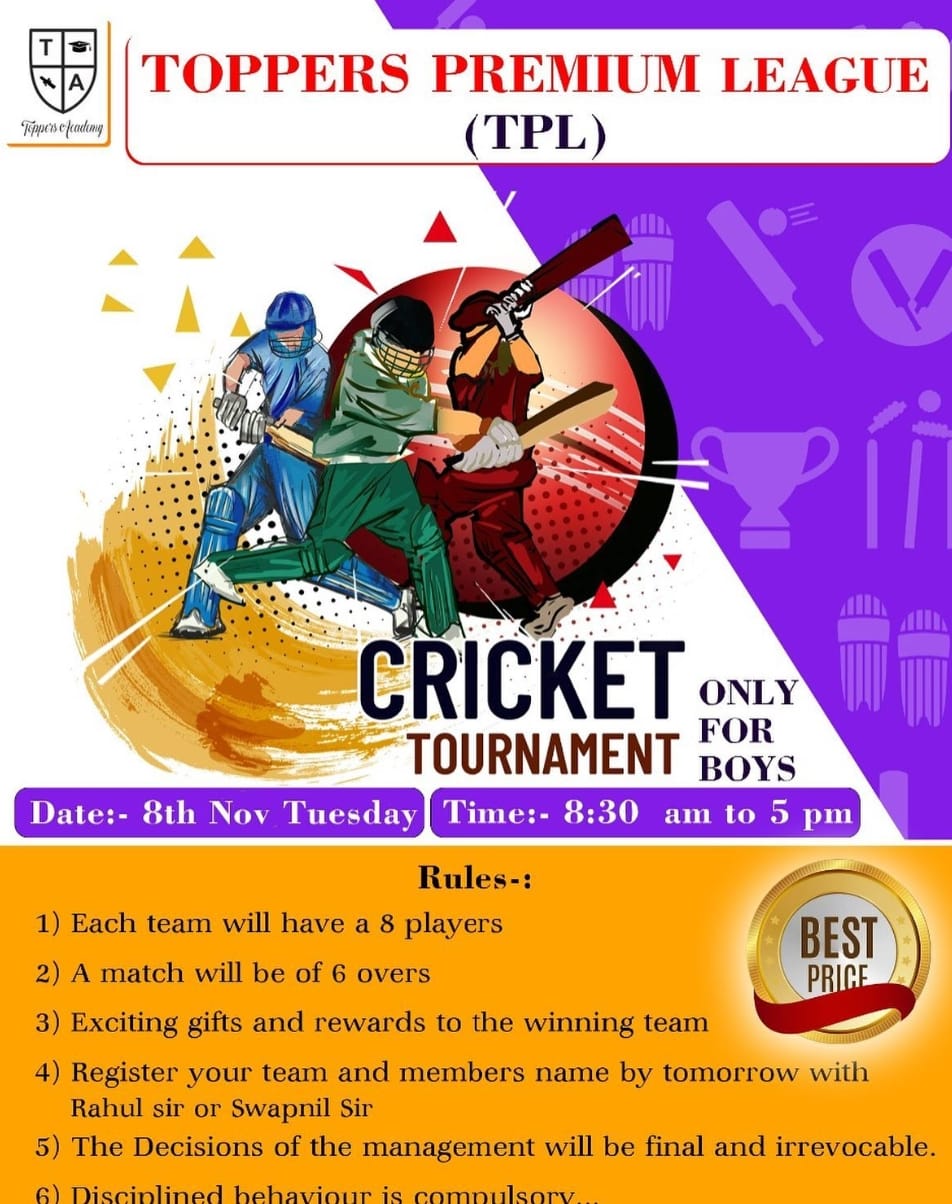 T
A
Toppers Academy
TOPPERS PREMIUM LEAGUE
(TPL)
CRICKET
TOURNAMENT
ONLY
FOR
BOYS
Date:- 8th Nov Tuesday
Time:- 8:30 am to 5 pm
Rules-:
BEST
PRICE
1) Each team will have a 8 players
2) A match will be of 6 overs
3) Exciting gifts and rewards to the winning team
4) Register your team and members name by tomorrow with
Rahul sir or Swapnil Sir
5) The Decisions of the management will be final and irrevocable.
6) Disciplined behaviour is compulsory...